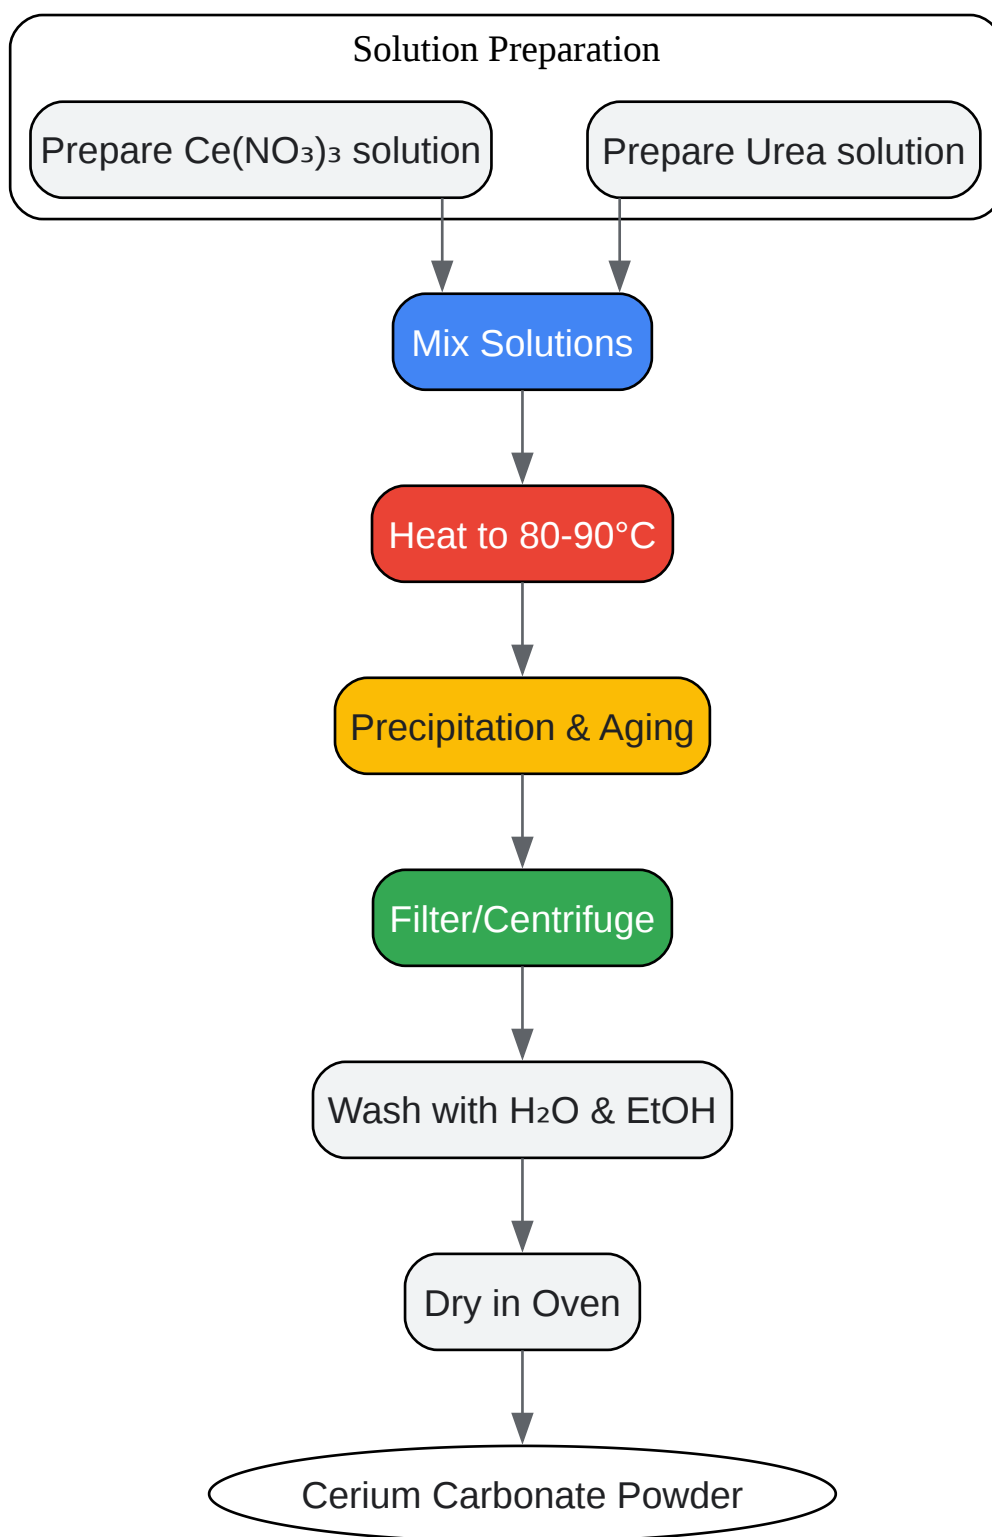 Solution Preparation
Prepare Ce(NO₃)₃ solution
Prepare Urea solution
Mix Solutions
Heat to 80-90°C
Precipitation & Aging
Filter/Centrifuge
Wash with H₂O & EtOH
Dry in Oven
Cerium Carbonate Powder